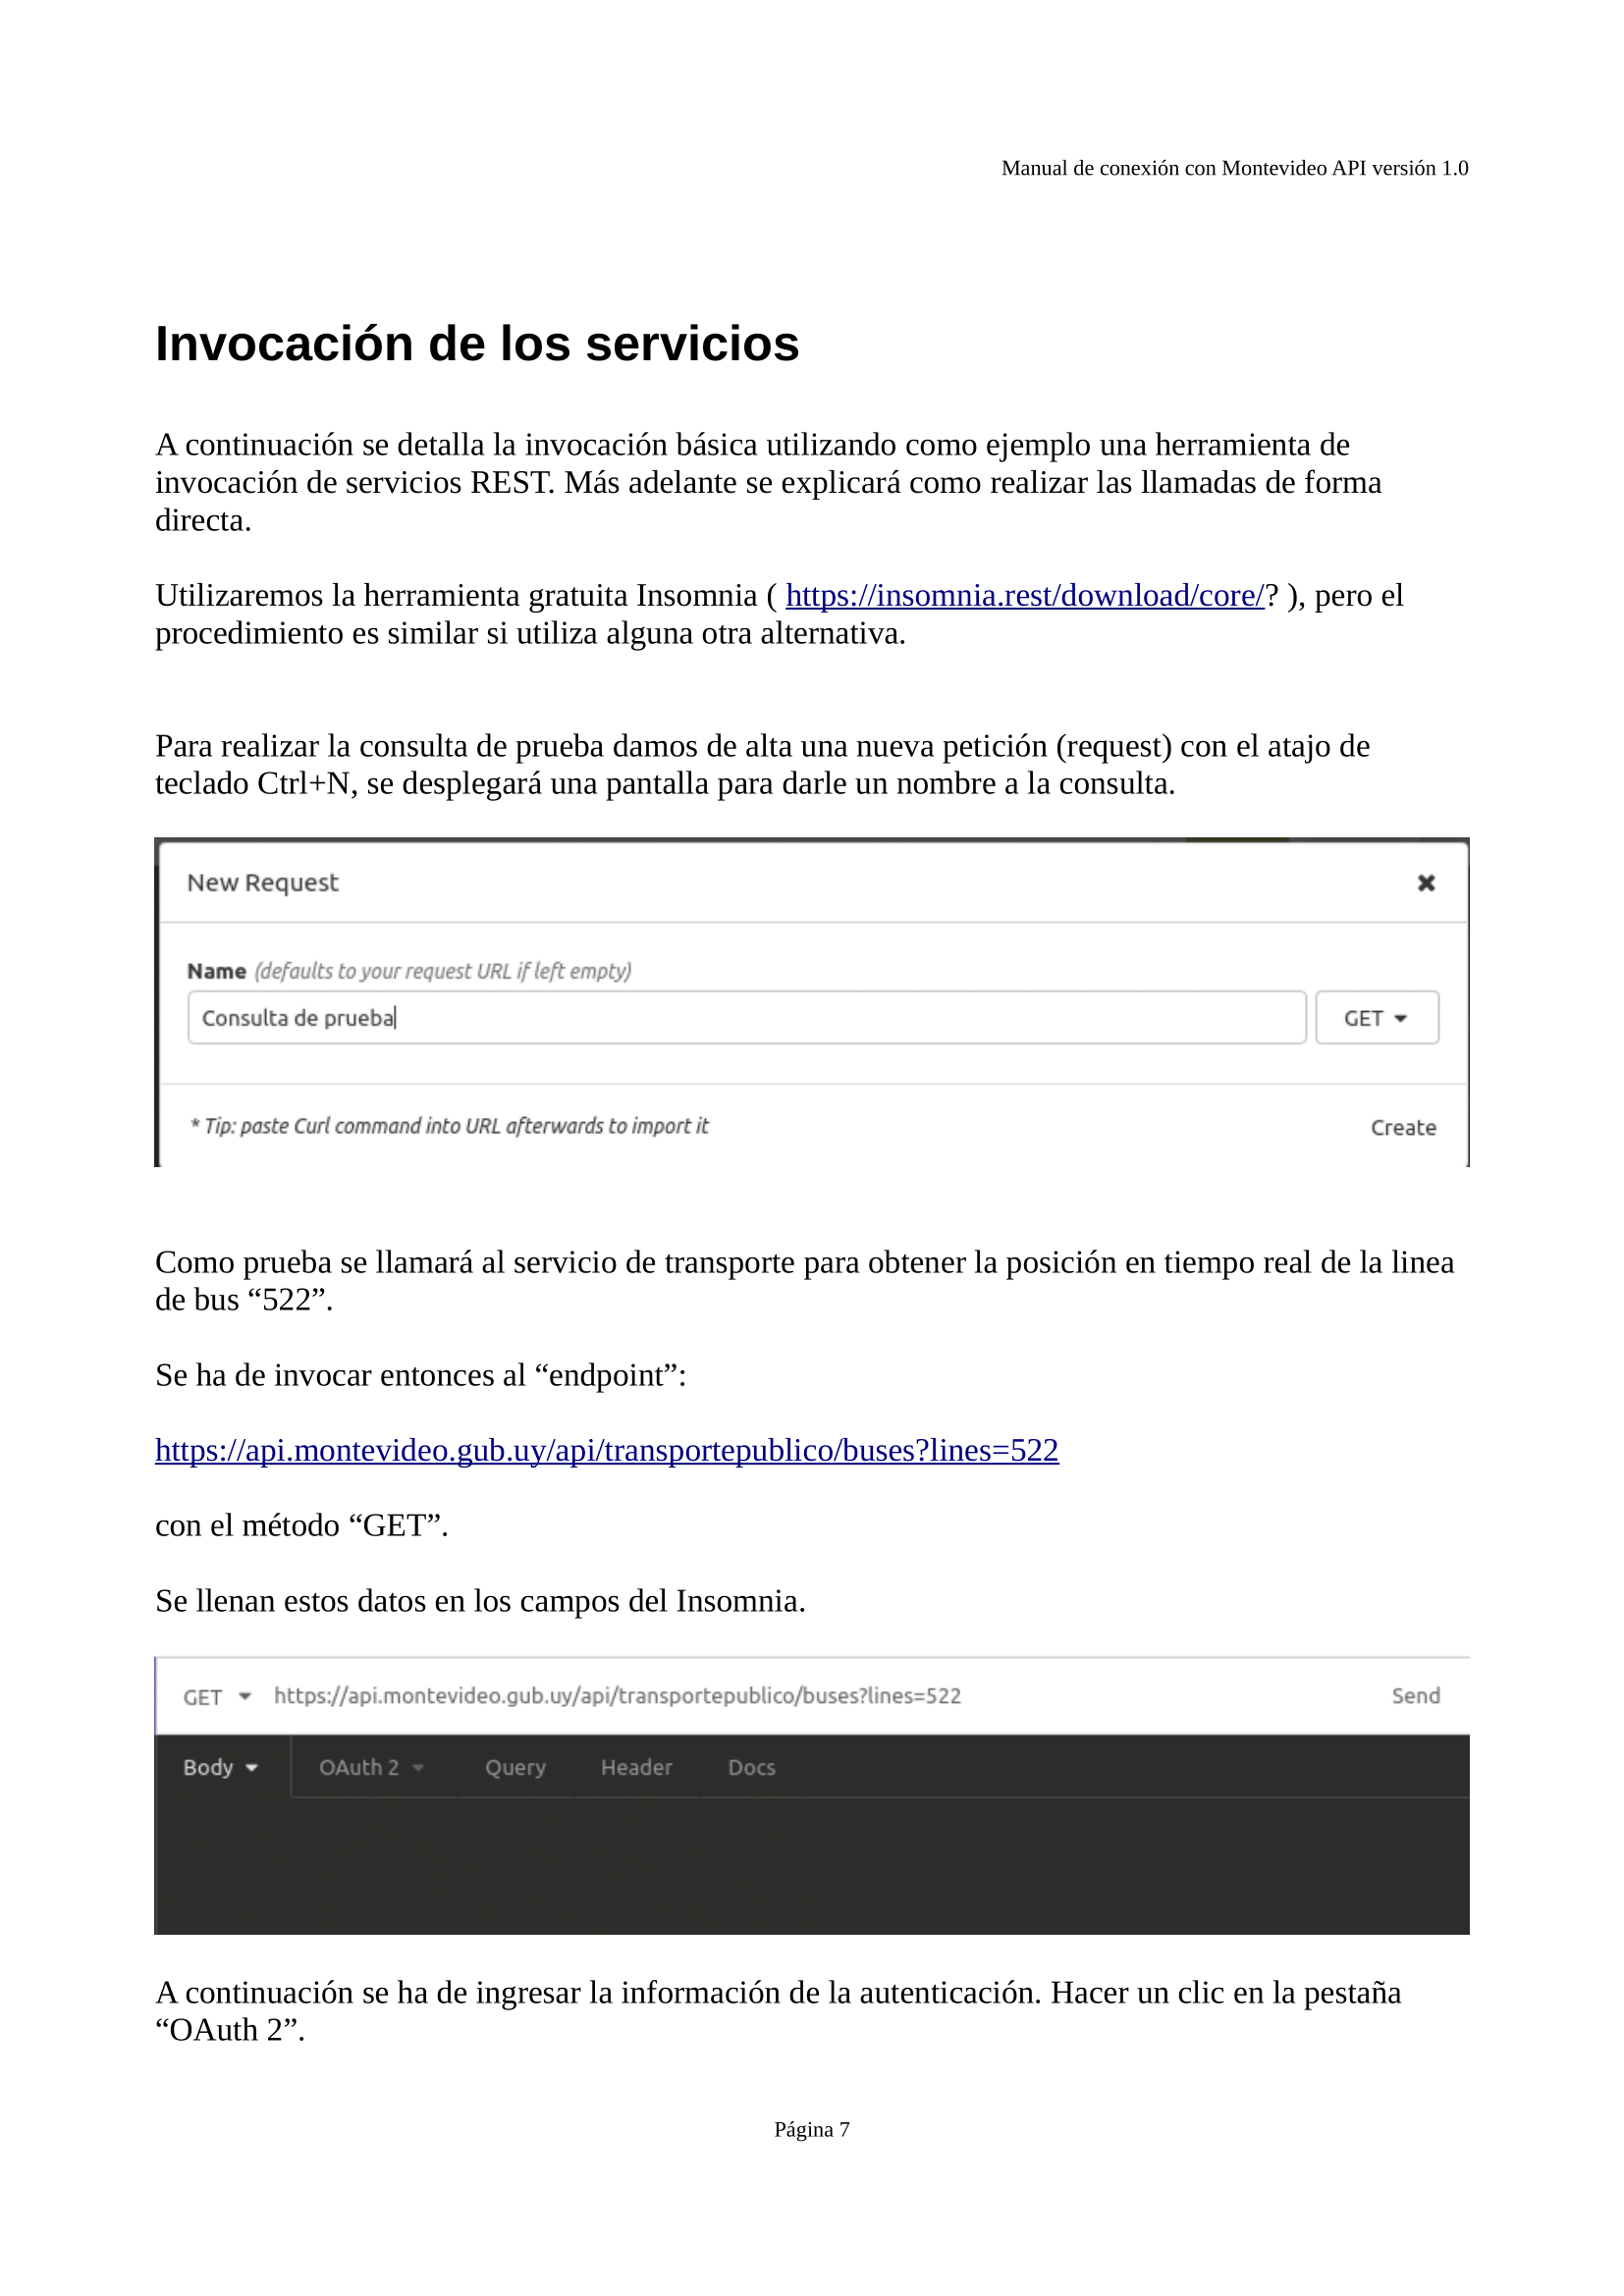 Manual de conexión con Montevideo API versión 1.0
Invocación de los servicios
A continuación se detalla la invocación básica utilizando como ejemplo una herramienta de
invocación de servicios REST. Más adelante se explicará como realizar las llamadas de forma
directa.
Utilizaremos la herramienta gratuita Insomnia ( https://insomnia.rest/download/core/? ), pero el
procedimiento es similar si utiliza alguna otra alternativa.
Para realizar la consulta de prueba damos de alta una nueva petición (request) con el atajo de
teclado Ctrl+N, se desplegará una pantalla para darle un nombre a la consulta.
New Request
Name (defaults to your request URL if left empty)
Consulta de prueba GET
* Tip: paste Curl command into URL afterwards to import it Create
Como prueba se llamará al servicio de transporte para obtener la posición en tiempo real de la linea
de bus “522”.
Se ha de invocar entonces al “endpoint”:
https://api.montevideo.gub.uy/api/transportepublico/buses?lines=522
con el método “GET”.
Se llenan estos datos en los campos del Insomnia.
GET https://api.montevideo.gub.uy/api/transportepublico/buses?lines=522 Send
Body OAuth 2 Query Header Docs
A continuación se ha de ingresar la información de la autenticación. Hacer un clic en la pestaña
“OAuth 2”.
Página 7